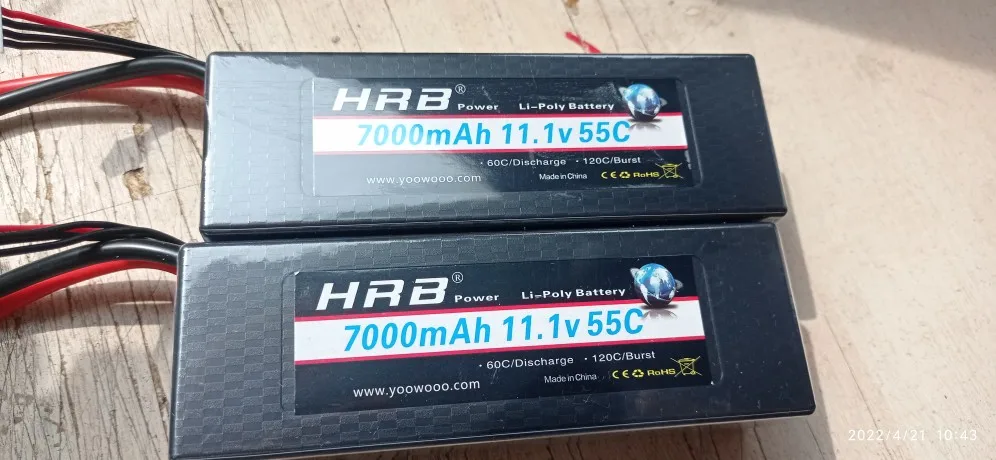 HRB® Power Li-Poly Battery
7000mAh 11.1v 55C
· 60C/Discharge · 120C/Burst
www.yoowooo.com Made in China CE RoHS
HRB® Power Li-Poly Battery
7000mAh 11.1v 55C
· 60C/Discharge · 120C/Burst
www.yoowooo.com Made in China CE RoHS
2022/4/21 10:43